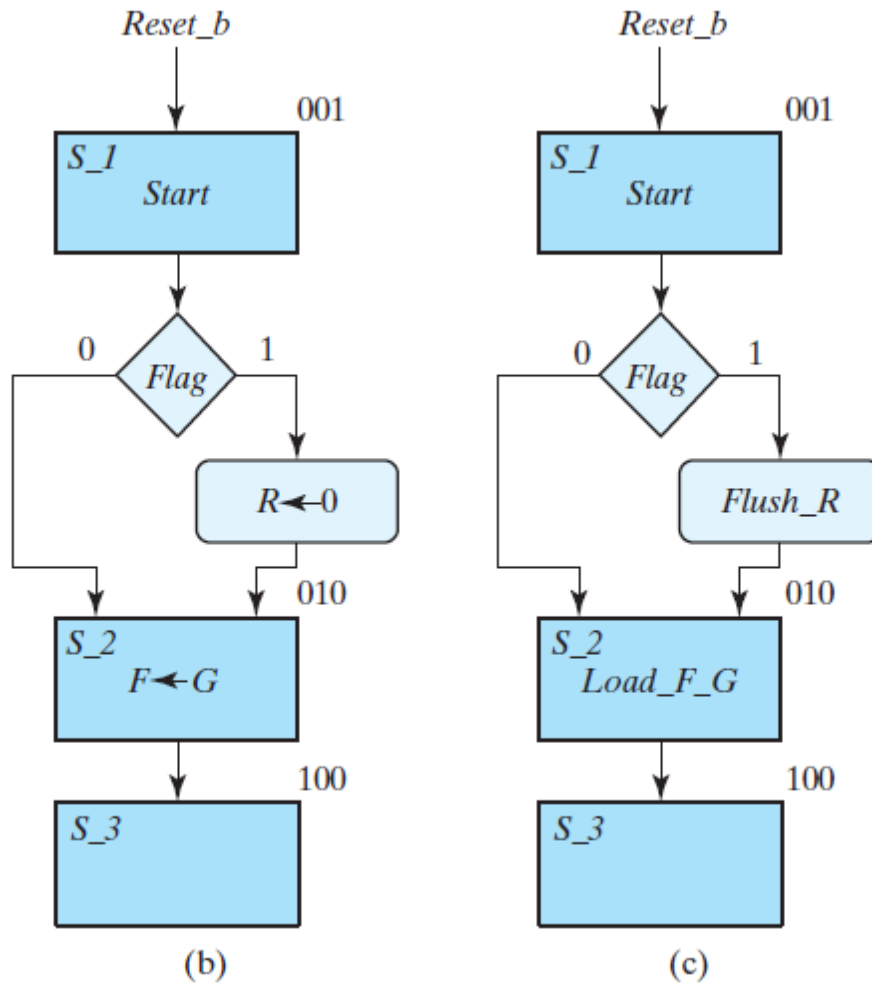 Reset_b
001
S_1
Start
0
1
Flag
R←0
010
S_2
F←G
100
S_3
(b)
Reset_b
001
S_1
Start
0
1
Flag
Flush_R
010
S_2
Load_F_G
100
S_3
(c)